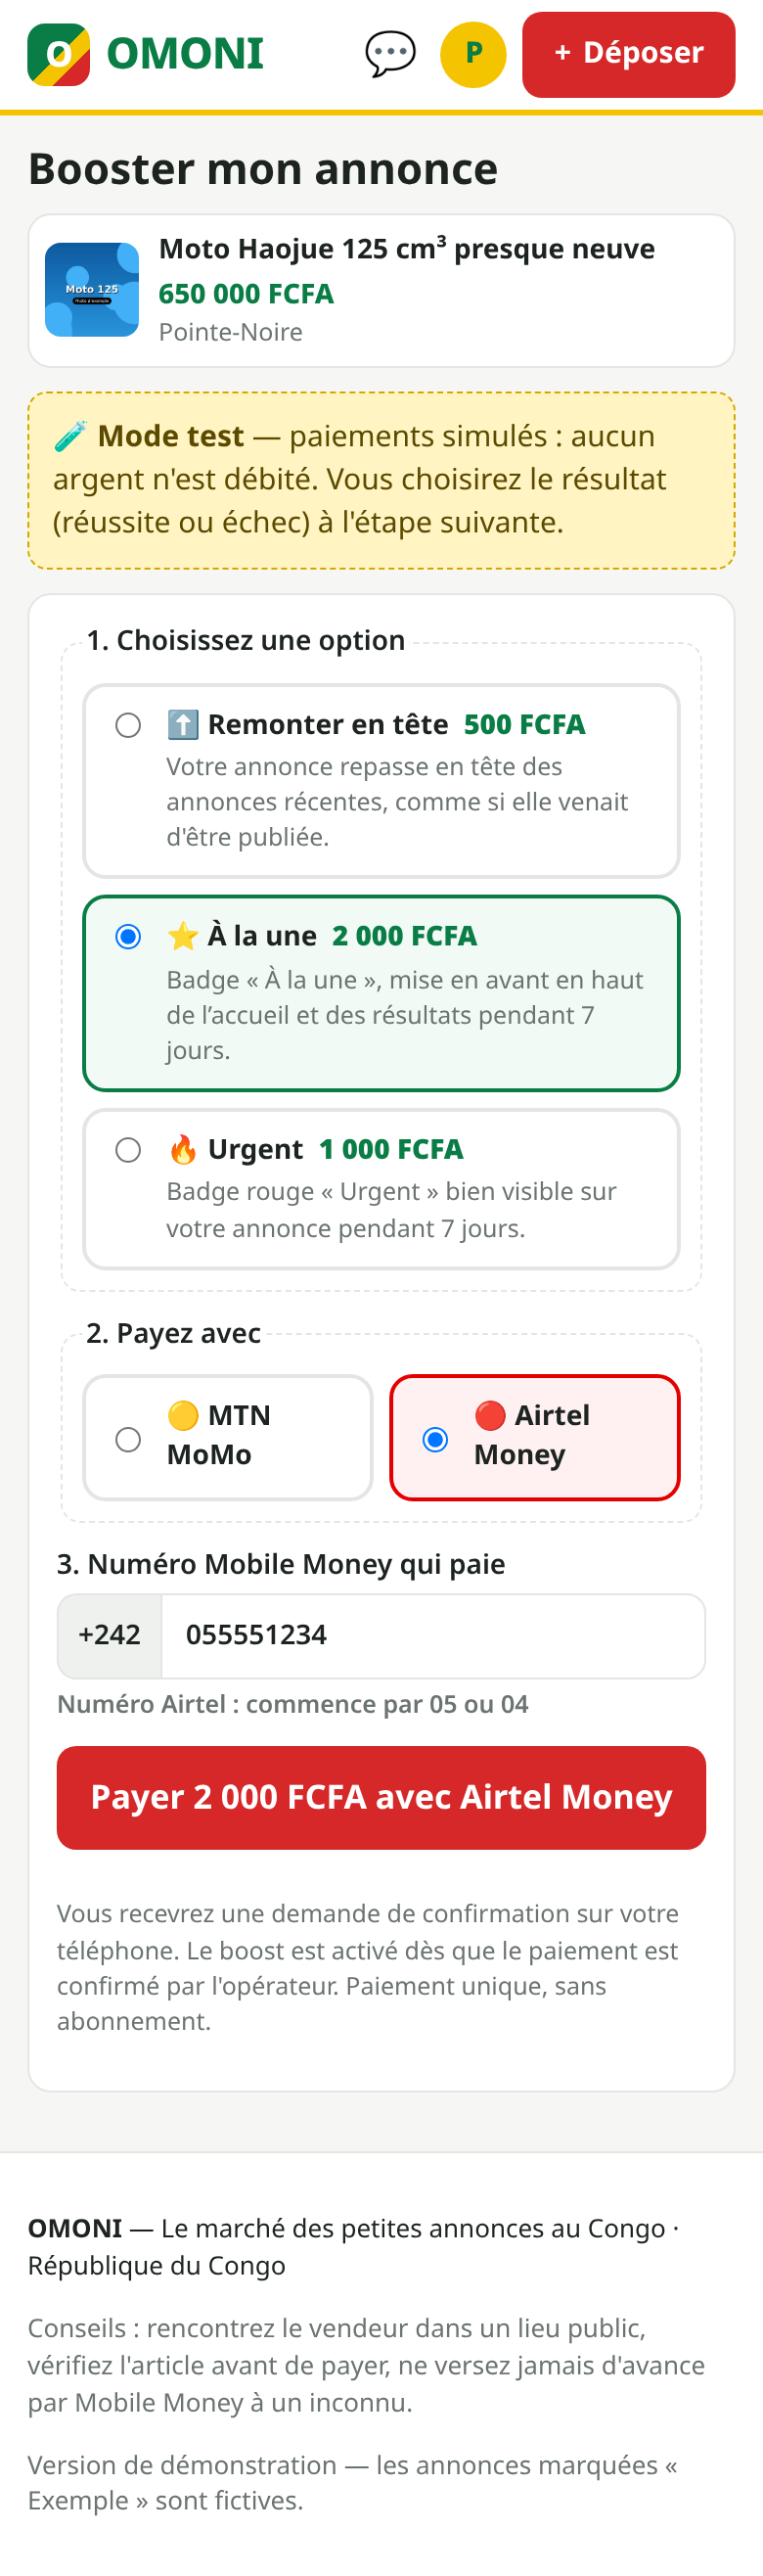 O OMONI
P
+ Déposer
Booster mon annonce
Moto 125
Moto Haojue 125 cm³ presque neuve
650 000 FCFA
Pointe-Noire
Mode test — paiements simulés : aucun
argent n'est débité. Vous choisirez le résultat
(réussite ou échec) à l'étape suivante.
1. Choisissez une option
Remonter en tête 500 FCFA
Votre annonce repasse en tête des
annonces récentes, comme si elle venait
d'être publiée.
À la une 2 000 FCFA
Badge « À la une », mise en avant en haut
de l’accueil et des résultats pendant 7
jours.
Urgent 1 000 FCFA
Badge rouge « Urgent » bien visible sur
votre annonce pendant 7 jours.
2. Payez avec
MTN
MoMo
Airtel
Money
3. Numéro Mobile Money qui paie
+242 055551234
Numéro Airtel : commence par 05 ou 04
Payer 2 000 FCFA avec Airtel Money
Vous recevrez une demande de confirmation sur votre
téléphone. Le boost est activé dès que le paiement est
confirmé par l'opérateur. Paiement unique, sans
abonnement.
OMONI — Le marché des petites annonces au Congo ·
République du Congo
Conseils : rencontrez le vendeur dans un lieu public,
vérifiez l'article avant de payer, ne versez jamais d'avance
par Mobile Money à un inconnu.
Version de démonstration — les annonces marquées «
Exemple » sont fictives.